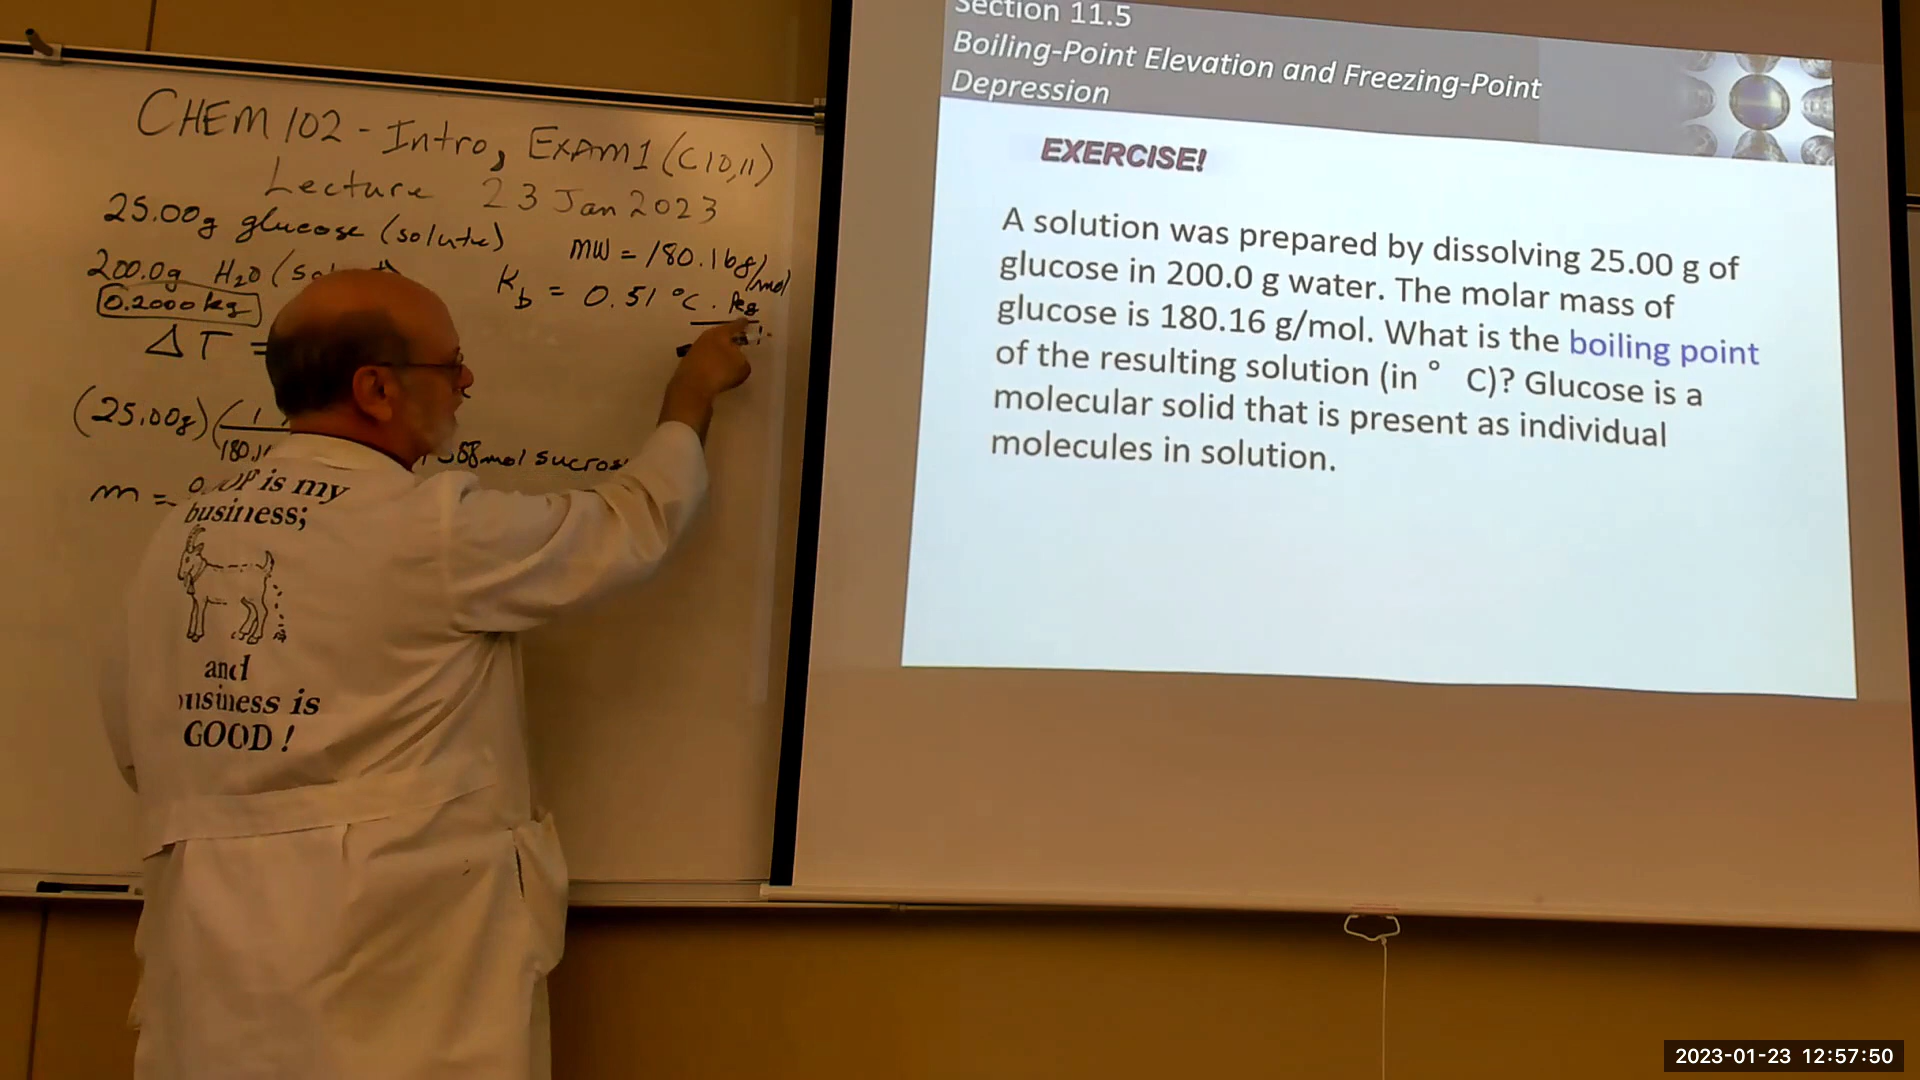 CHEM 102 - Intro, EXAM 1 (C10,11)
Lecture 23 Jan 2023
25.00g glucose (solute)
200.0g H2O
0.2000 kg
MW = 180.16g/mol
Kb = 0.51 °C · kg
ΔT =
(25.00g)
m =
mol
is my
business;
and
business is
GOOD!
Section 11.5
Boiling-Point Elevation and Freezing-Point
Depression
EXERCISE!
A solution was prepared by dissolving 25.00 g of
glucose in 200.0 g water. The molar mass of
glucose is 180.16 g/mol. What is the boiling point
of the resulting solution (in ° C)? Glucose is a
molecular solid that is present as individual
molecules in solution.
2023-01-23 12:57:50